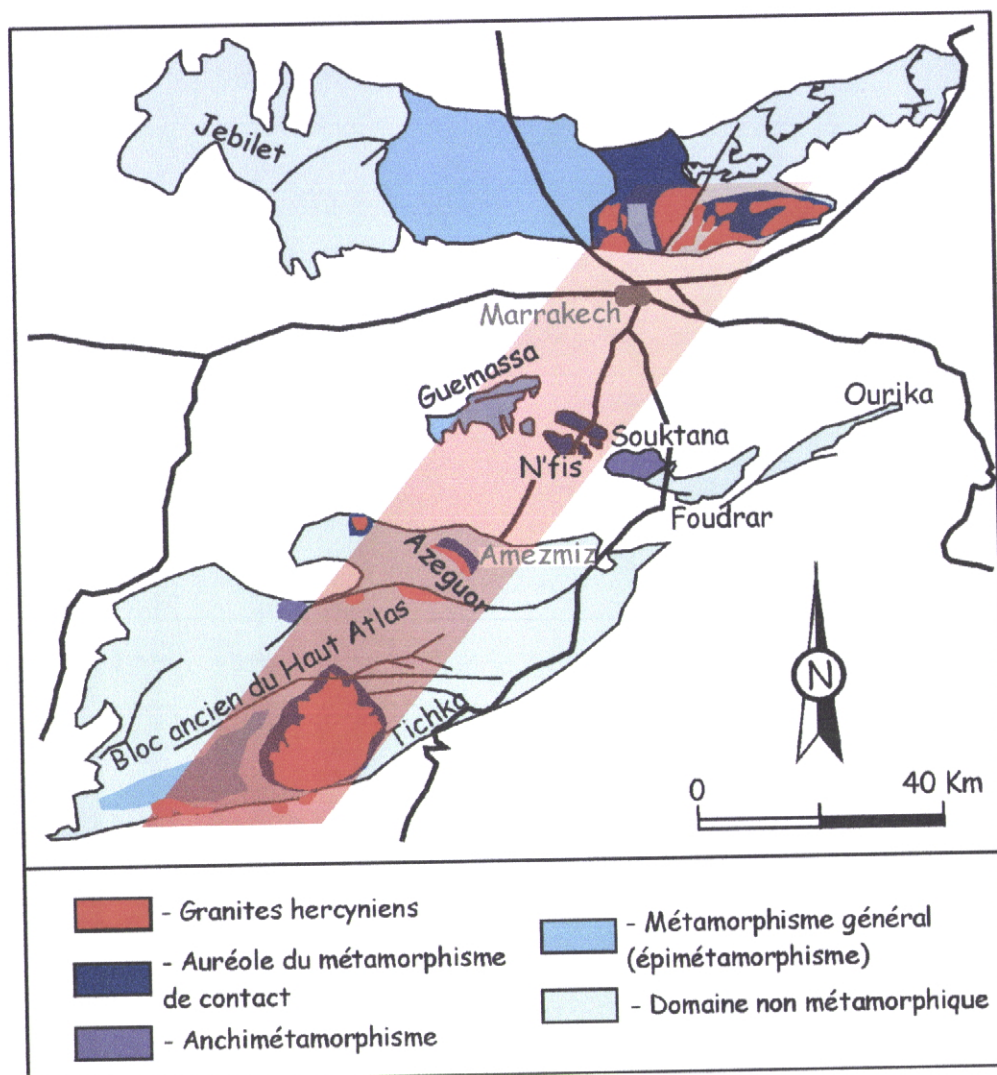 Jebilet
Marrakech
Guemassa
Ourika
Souktana
N'fis
Foudrar
Azeguor
Amezmiz
Bloc ancien du Haut Atlas
Tichka
N
0 40 Km
- Granites hercyniens
- Auréole du métamorphisme
de contact
- Anchimétamorphisme
- Métamorphisme général
(épimétamorphisme)
- Domaine non métamorphique